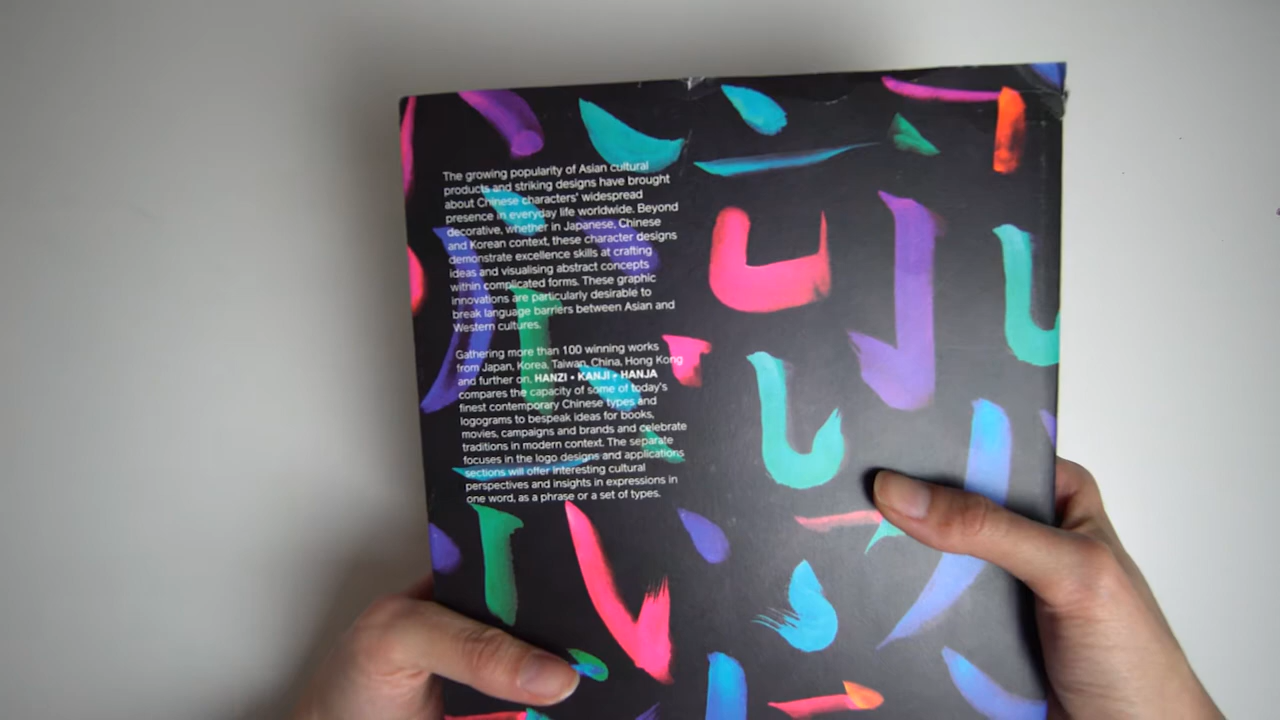 The growing popularity of Asian cultural
products and striking designs have brought
about Chinese characters' widespread
presence in everyday life worldwide. Beyond
decorative, whether in Japanese, Chinese
and Korean context, these character designs
demonstrate excellence skills at crafting
ideas and visualising abstract concepts
within complicated forms. These graphic
innovations are particularly desirable to
break language barriers between Asian and
Western cultures.
Gathering more than 100 winning works
from Japan, Korea, Taiwan, China, Hong Kong
and further on, HANZI • KANJI • HANJA
compares the capacity of some of today's
finest contemporary Chinese types and
logograms to bespeak ideas for books,
movies, campaigns and brands and celebrate
traditions in modern context. The separate
focuses in the logo designs and applications
sections will offer interesting cultural
perspectives and insights in expressions in
one word, as a phrase or a set of types.